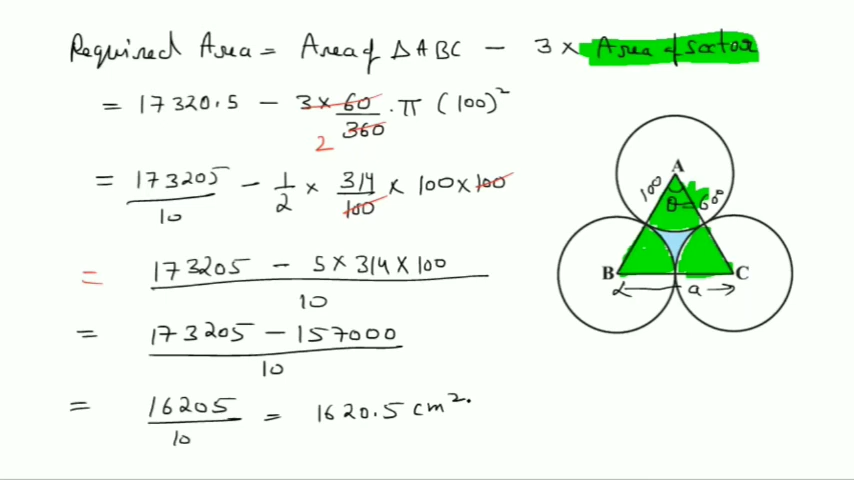 Required Area = Area of △ABC - 3 × Area of Sector
= 17320.5 - 3 × 60/360 . π (100)²
2
= 173205/10 - 1/2 × 314/100 × 100 × 100
= 173205 - 5 × 314 × 100 / 10
= 173205 - 157000 / 10
= 16205/10 = 1620.5 cm².
A
100
θ = 60°
B
C
a